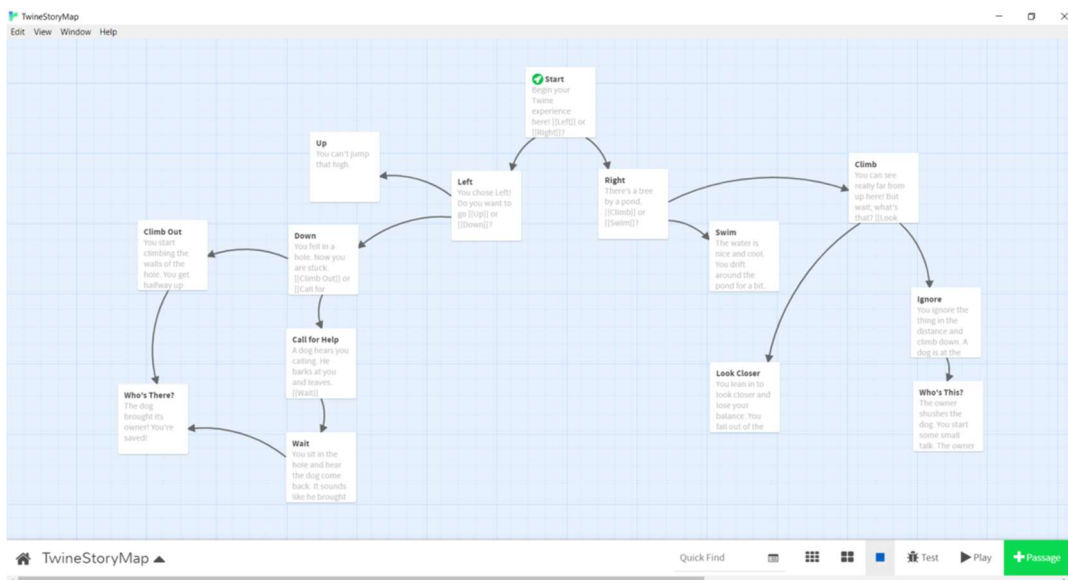 TwineStoryMap
Edit View Window Help
Start
Begin your
Twine
experience
here! [[Left]] or
[[Right]]?
Up
You can't jump
that high.
Left
You chose Left!
Do you want to
go [[Up]] or
[[Down]]?
Right
There's a tree
by a pond.
[[Climb]] or
[[Swim]]?
Climb
You can see
really far from
up here! But
wait, what's
that? [[Look
Climb Out
You start
climbing the
walls of the
hole. You get
halfway up
Down
You fell in a
hole. Now you
are stuck.
[[Climb Out]] or
[[Call for
Swim
The water is
nice and cool.
You drift
around the
pond for a bit.
Ignore
You ignore the
thing in the
distance and
climb down. A
dog is at the
Call for Help
A dog hears you
calling. He
barks at you
and leaves.
[[Wait]]
Look Closer
You lean in to
look closer and
lose your
balance. You
fall out of the
Who's There?
The dog
brought its
owner! You're
saved!
Who's This?
The owner
shushes the
dog. You start
some small
talk. The owner
Wait
You sit in the
hole and hear
the dog come
back. It sounds
like he brought
TwineStoryMap
Quick Find
Test
Play
+Passage